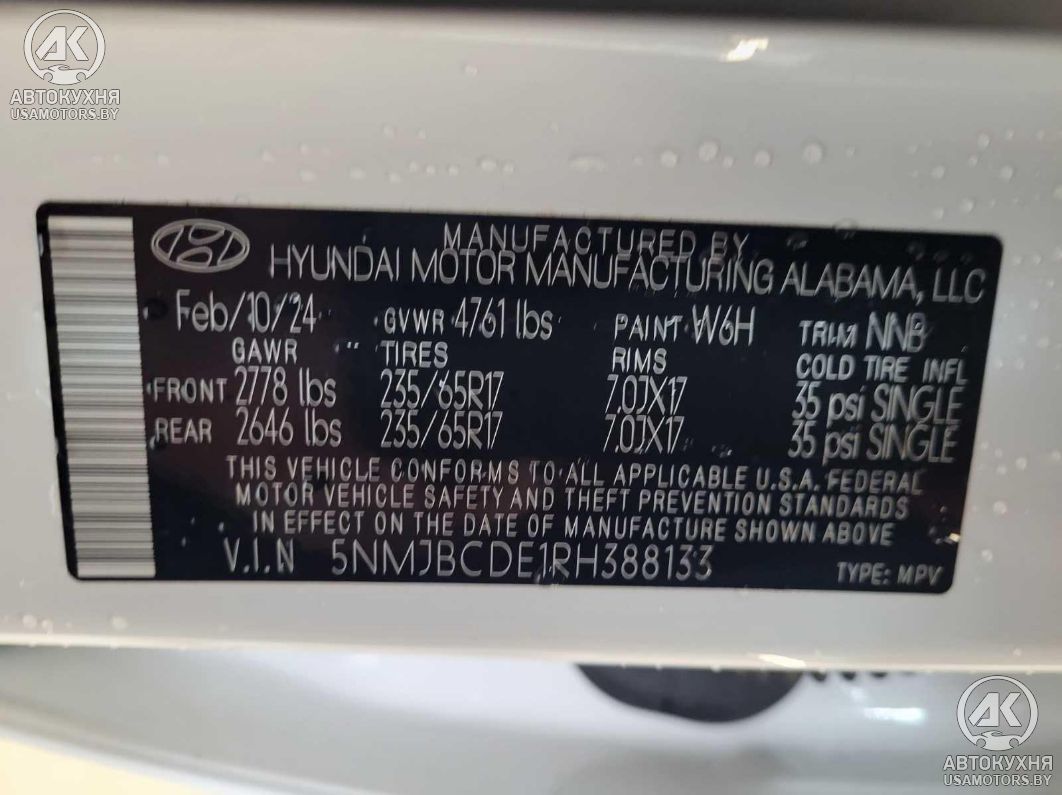 AK
АВТОКУХНЯ
USAMOTORS.BY
MANUFACTURED BY
HYUNDAI MOTOR MANUFACTURING ALABAMA, LLC
Feb/10/24 GVWR 4761 lbs PAINT W6H TRIM NNB
GAWR TIRES RIMS COLD TIRE INFL
FRONT 2778 lbs 235/65R17 7.0JX17 35 psi SINGLE
REAR 2646 lbs 235/65R17 7.0JX17 35 psi SINGLE
THIS VEHICLE CONFORMS TO ALL APPLICABLE U.S.A. FEDERAL
MOTOR VEHICLE SAFETY AND THEFT PREVENTION STANDARDS
IN EFFECT ON THE DATE OF MANUFACTURE SHOWN ABOVE.
V.I.N 5NMJBCDE1RH388133 TYPE: MPV
AK
АВТОКУХНЯ
USAMOTORS.BY